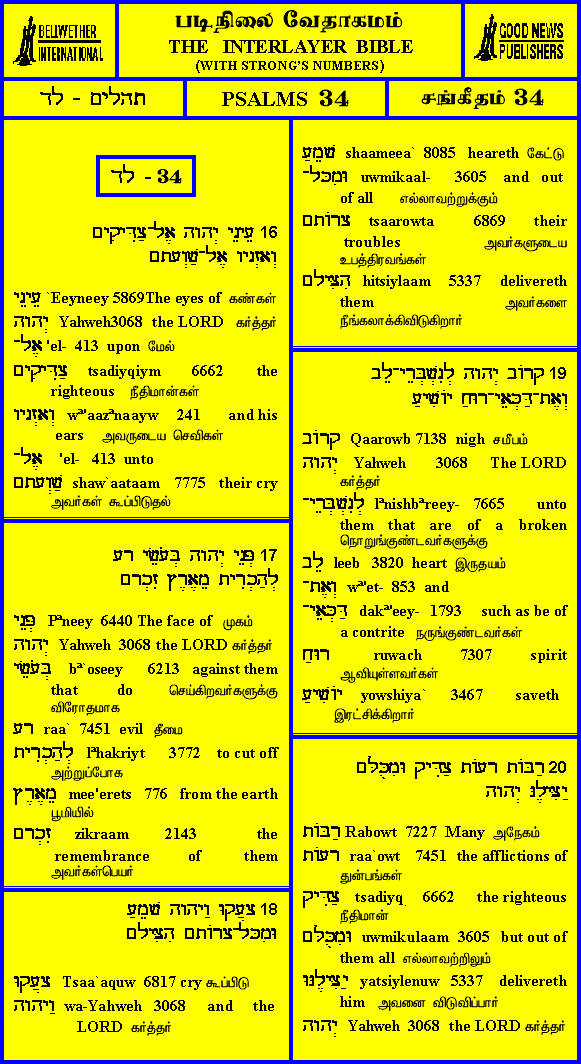 BELLWETHER
INTERNATIONAL
படிநிலை வேதாகமம்
THE INTERLAYER BIBLE
(WITH STRONG'S NUMBERS)
GOOD NEWS
PUBLISHERS
תהלים - לד
PSALMS 34
சங்கீதம் 34
34 - לד
16 עֵינֵי יְהוָה אֶל־צַדִּיקִים
וְאָזְנָיו אֶל־שַׁוְעָתָם
עֵינֵי `Eeyneey 5869The eyes of கண்கள்
יְהוָה Yahweh3068 the LORD கர்த்தர்
אֶל־ 'el- 413 upon மேல்
צַדִּיקִים tsadiyqiym 6662 the
righteous நீதிமான்கள்
וְאָזְנָיו wª'aazªnaayw 241 and his
ears அவருடைய செவிகள்
אֶל־ 'el- 413 unto
שַׁוְעָתָם shaw`aataam 7775 their cry
அவர்கள் கூப்பிடுதல்
17 פְּנֵי יְהוָה בְּעֹשֵׂי רָע
לְהַכְרִית מֵאֶרֶץ זִכְרָם
פְּנֵי Pªneey 6440 The face of முகம்
יְהוָה Yahweh 3068 the LORD கர்த்தர்
בְּעֹשֵׂי bª`oseey 6213 against them
that do செய்கிறவர்களுக்கு
விரோதமாக
רָע raa` 7451 evil தீமை
לְהַכְרִית lªhakriyt 3772 to cut off
அற்றுப்போக
מֵאֶרֶץ mee'erets 776 from the earth
பூமியில்
זִכְרָם zikraam 2143 the
remembrance of them
அவர்கள்பெயர்
18 צָעֲקוּ וַיהוָה שָׁמֵעַ
וּמִכָּל־צָרוֹתָם הִצִּילָם
צָעֲקוּ Tsaa`aquw 6817 cry கூப்பிடு
וַיהוָה wa-Yahweh 3068 and the
LORD கர்த்தர்
שָׁמֵעַ shaameea` 8085 heareth கேட்டு
וּמִכָּל־ uwmikaal- 3605 and out
of all எல்லாவற்றுக்கும்
צָרוֹתָם tsaarowta 6869 their
troubles அவர்களுடைய
உபத்திரவங்கள்
הִצִּילָם hitsiylaam 5337 delivereth
them அவர்களை
நீங்கலாக்கிவிடுகிறார்
19 קָרוֹב יְהוָה לְנִשְׁבְּרֵי־לֵב
וְאֶת־דַּכְּאֵי־רוּחַ יוֹשִׁיעַ
קָרוֹב Qaarowb 7138 nigh சமீபம்
יְהוָה Yahweh 3068 The LORD
கர்த்தர்
לְנִשְׁבְּרֵי־ lªnishbªreey- 7665 unto
them that are of a broken
நொறுங்குண்டவர்களுக்கு
לֵב leeb 3820 heart இருதயம்
וְאֶת־ wª'et- 853 and
דַּכְּאֵי־ dakª'eey- 1793 such as be of
a contrite நருங்குண்டவர்கள்
רוּחַ ruwach 7307 spirit
ஆவியுள்ளவர்கள்
יוֹשִׁיעַ yowshiya` 3467 saveth
இரட்சிக்கிறார்
20 רַבּוֹת רָעוֹת צַדִּיק וּמִכֻּלָּם
יַצִּילֶנּוּ יְהוָה
רַבּוֹת Rabowt 7227 Many அநேகம்
רָעוֹת raa`owt 7451 the afflictions of
துன்பங்கள்
צַדִּיק tsadiyq 6662 the righteous
நீதிமான்
וּמִכֻּלָּם uwmikulaam 3605 but out of
them all எல்லாவற்றிலும்
יַצִּילֶנּוּ yatsiylenuw 5337 delivereth
him அவனை விடுவிப்பார்
יְהוָה Yahweh 3068 the LORD கர்த்தர்